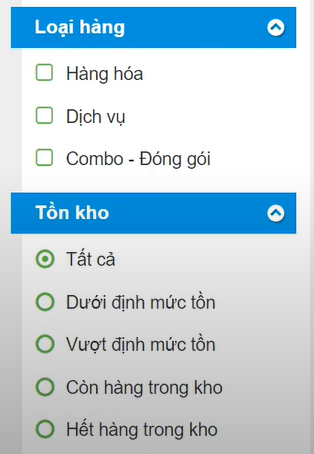 Loại hàng
Hàng hóa
Dịch vụ
Combo - Đóng gói
Tồn kho
Tất cả
Dưới định mức tồn
Vượt định mức tồn
Còn hàng trong kho
Hết hàng trong kho